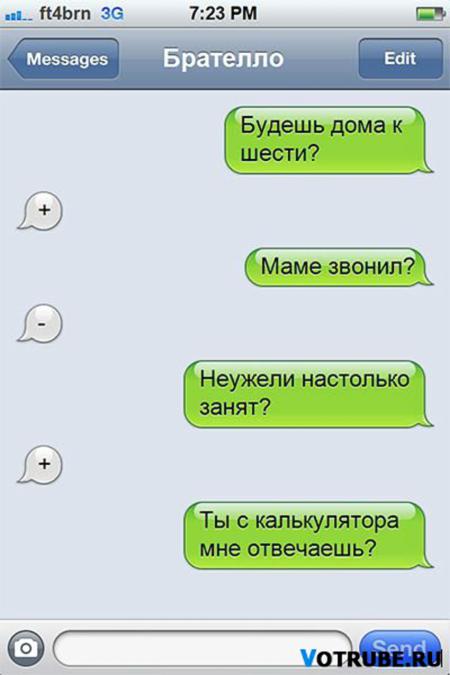 ft4brn 3G 7:23 PM
Messages Брателло Edit
Будешь дома к
шести?
+
Маме звонил?
-
Неужели настолько
занят?
+
Ты с калькулятора
мне отвечаешь?
Send
VOTRUBE.RU